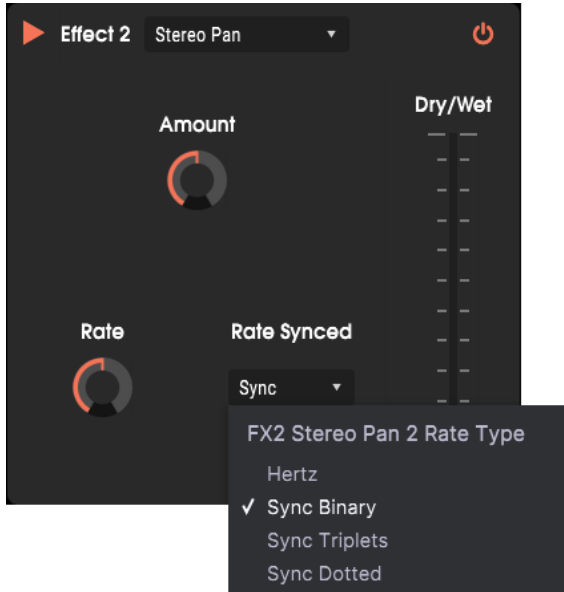 Effect 2 Stereo Pan
Dry/Wet
Amount
Rate Rate Synced
Sync
FX2 Stereo Pan 2 Rate Type
Hertz
✓ Sync Binary
Sync Triplets
Sync Dotted